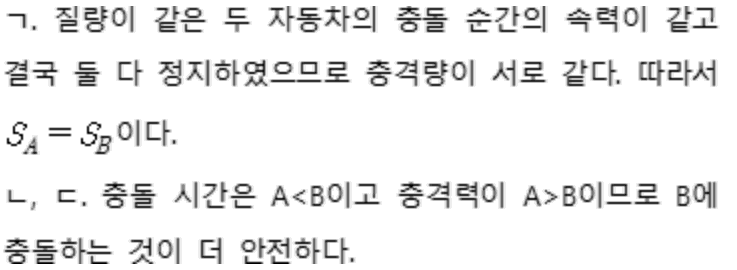 ㄱ. 질량이 같은 두 자동차의 충돌 순간의 속력이 같고
결국 둘 다 정지하였으므로 충격량이 서로 같다. 따라서
S_A = S_B이다.
ㄴ, ㄷ. 충돌 시간은 A<B이고 충격력이 A>B이므로 B에
충돌하는 것이 더 안전하다.